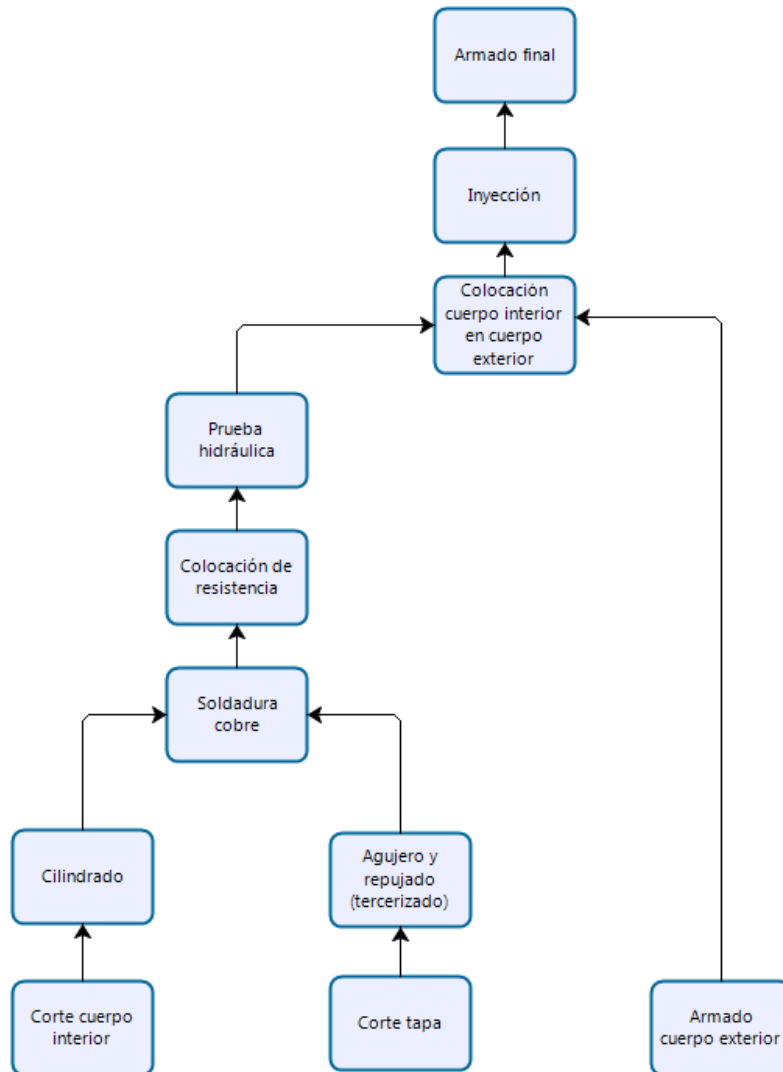 Armado final
Inyección
Colocación
cuerpo interior
en cuerpo
exterior
Prueba
hidráulica
Colocación de
resistencia
Soldadura
cobre
Cilindrado
Agujero y
repujado
(tercerizado)
Corte cuerpo
interior
Corte tapa
Armado
cuerpo exterior